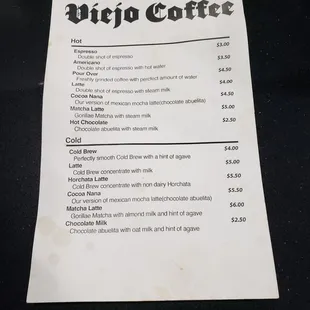 Viejo Coffee
Hot
Espresso $3.00
Double shot of espresso
Americano $3.50
Double shot of espresso with hot water
Pour Over $4.50
Freshly grinded coffee with perfect amount of water
Latte $4.00
Double shot of espresso with steam milk
Cocoa Nana $4.50
Our version of mexican mocha latte(chocolate abuelita)
Matcha Latte $5.00
Gorillae Matcha with steam milk
Hot Chocolate $2.50
Chocolate abuelita with steam milk
Cold
Cold Brew $4.00
Perfectly smooth Cold Brew with a hint of agave
Latte $5.00
Cold Brew concentrate with milk
Horchata Latte $5.50
Cold Brew concentrate with non dairy Horchata
Cocoa Nana $5.50
Our version of mexican mocha latte(chocolate abuelita)
Matcha Latte $6.00
Gorillae Matcha with almond milk and hint of agave
Chocolate Milk $2.50
Chocolate abuelita with oat milk and hint of agave